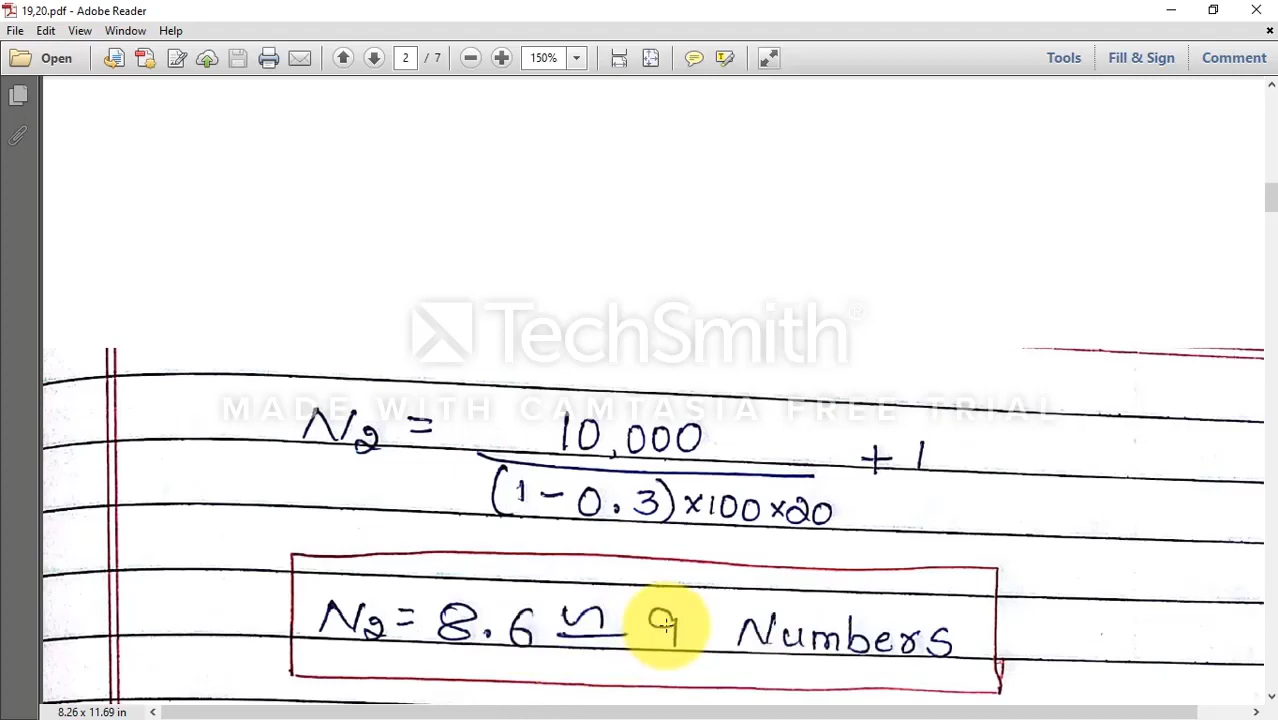 19,20.pdf - Adobe Reader
File Edit View Window Help
Open 2 / 7 150% Tools Fill & Sign Comment
TechSmith®
MADE WITH CAMTASIA FREE TRIAL
N2 = 10,000 / (1-0.3)×100×20 + 1
N2 = 8.6 ≃ 9 Numbers
8.26 x 11.69 in